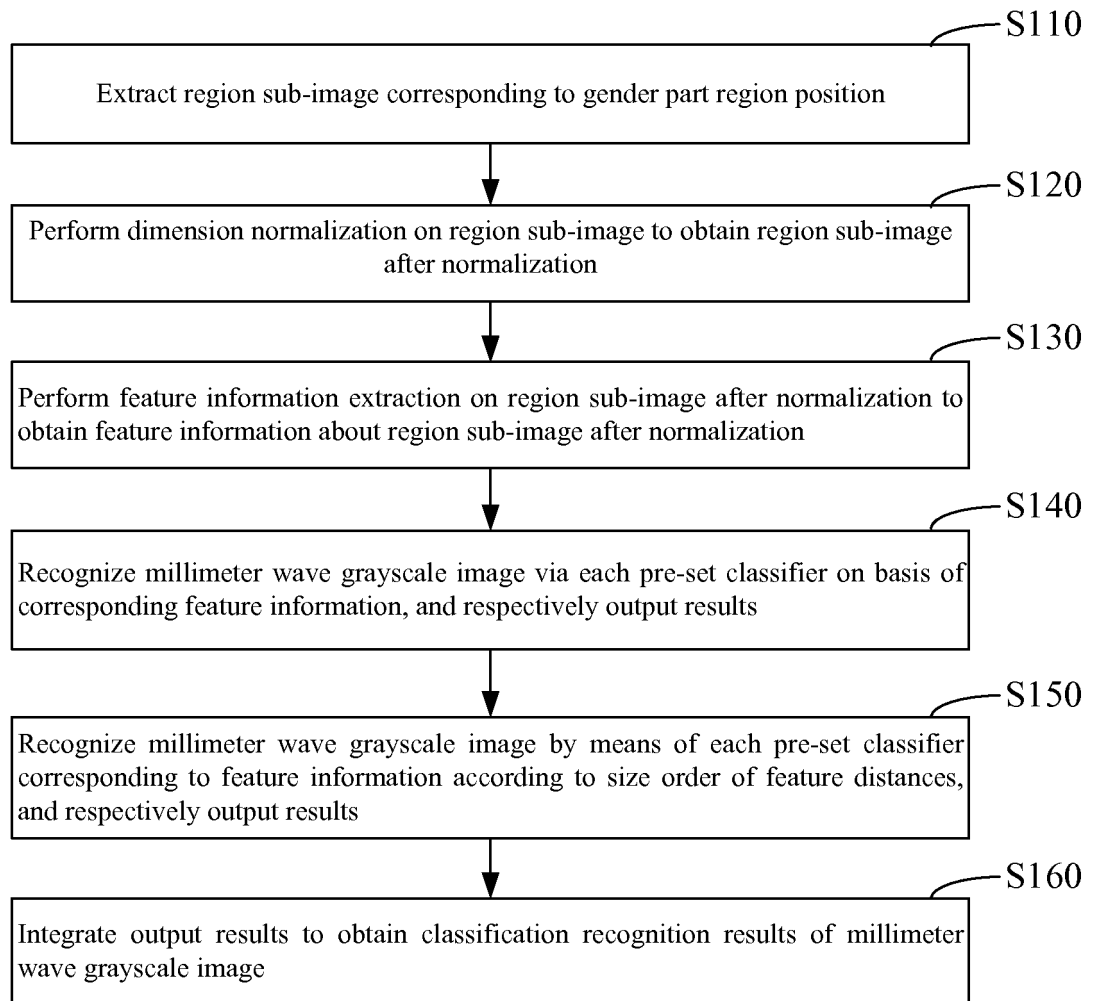 S110
Extract region sub-image corresponding to gender part region position
S120
Perform dimension normalization on region sub-image to obtain region sub-image
after normalization
S130
Perform feature information extraction on region sub-image after normalization to
obtain feature information about region sub-image after normalization
S140
Recognize millimeter wave grayscale image via each pre-set classifier on basis of
corresponding feature information, and respectively output results
S150
Recognize millimeter wave grayscale image by means of each pre-set classifier
corresponding to feature information according to size order of feature distances,
and respectively output results
S160
Integrate output results to obtain classification recognition results of millimeter
wave grayscale image